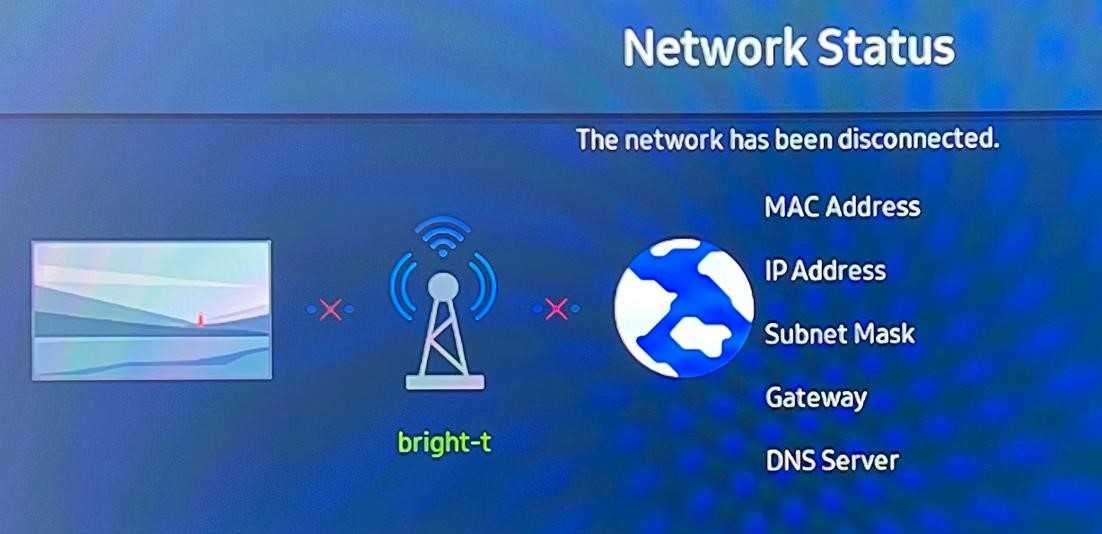 Network Status
The network has been disconnected.
MAC Address
IP Address
Subnet Mask
Gateway
DNS Server
bright-t